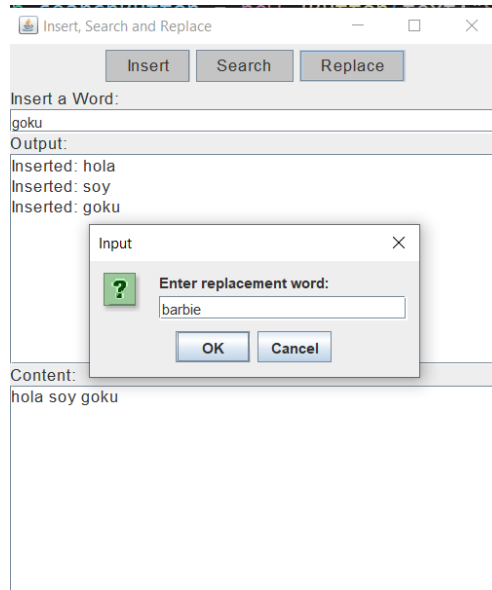 Insert, Search and Replace
Insert Search Replace
Insert a Word:
goku
Output:
Inserted: hola
Inserted: soy
Inserted: goku
Input
Enter replacement word:
barbie
OK Cancel
Content:
hola soy goku